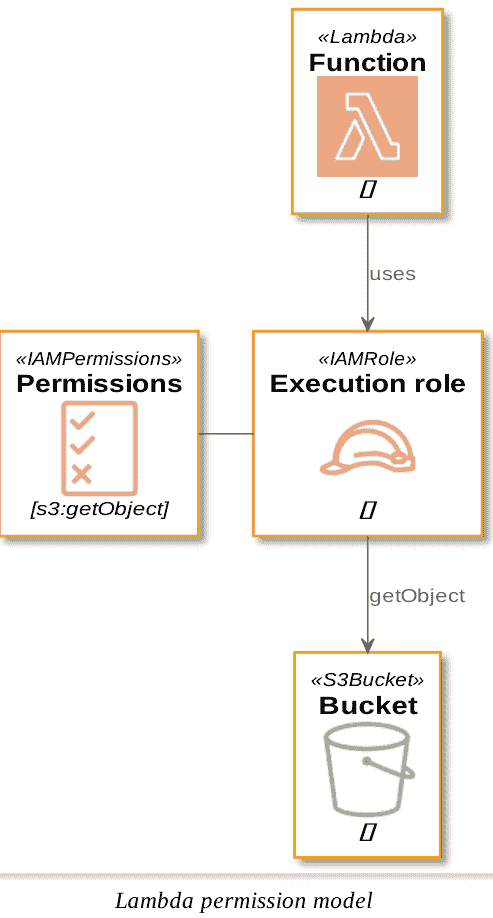 «Lambda»
Function
[]
uses
«IAMPermissions»
Permissions
[s3:getObject]
«IAMRole»
Execution role
[]
getObject
«S3Bucket»
Bucket
[]
Lambda permission model